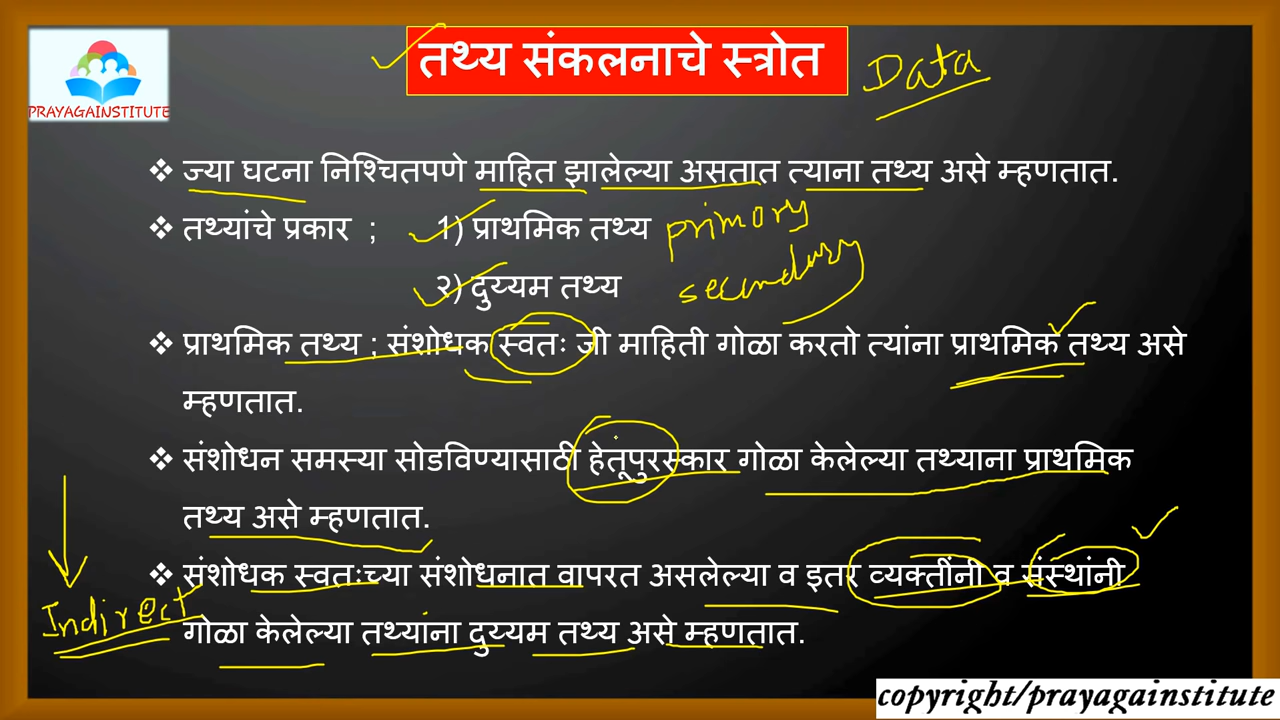 तथ्य संकलनाचे स्त्रोत
Data
PRAYAGAINSTITUTE
❖ ज्या घटना निश्चितपणे माहित झालेल्या असतात त्याना तथ्य असे म्हणतात.
❖ तथ्यांचे प्रकार ; 1) प्राथमिक तथ्य primory
२) दुय्यम तथ्य secondury
❖ प्राथमिक तथ्य ; संशोधक स्वतः जी माहिती गोळा करतो त्यांना प्राथमिक तथ्य असे
म्हणतात.
❖ संशोधन समस्या सोडविण्यासाठी हेतूपुरस्कार गोळा केलेल्या तथ्याना प्राथमिक
तथ्य असे म्हणतात.
❖ संशोधक स्वतःच्या संशोधनात वापरत असलेल्या व इतर व्यक्तींनी व संस्थांनी
Indirect
गोळा केलेल्या तथ्यांना दुय्यम तथ्य असे म्हणतात.
copyright/prayagainstitute